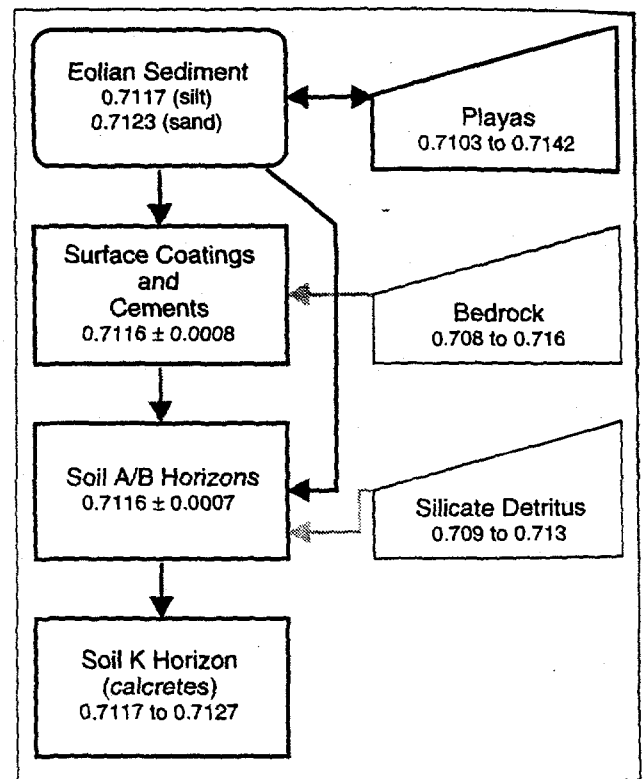 Eolian Sediment
0.7117 (silt)
0.7123 (sand)
Playas
0.7103 to 0.7142
Surface Coatings
and
Cements
0.7116 ± 0.0008
Bedrock
0.708 to 0.716
Soil A/B Horizons
0.7116 ± 0.0007
Silicate Detritus
0.709 to 0.713
Soil K Horizon
(calcretes)
0.7117 to 0.7127